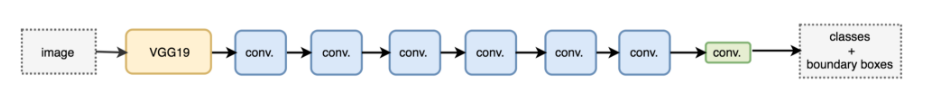 image
VGG19
conv.
conv.
conv.
conv.
conv.
conv.
conv.
classes
+
boundary boxes